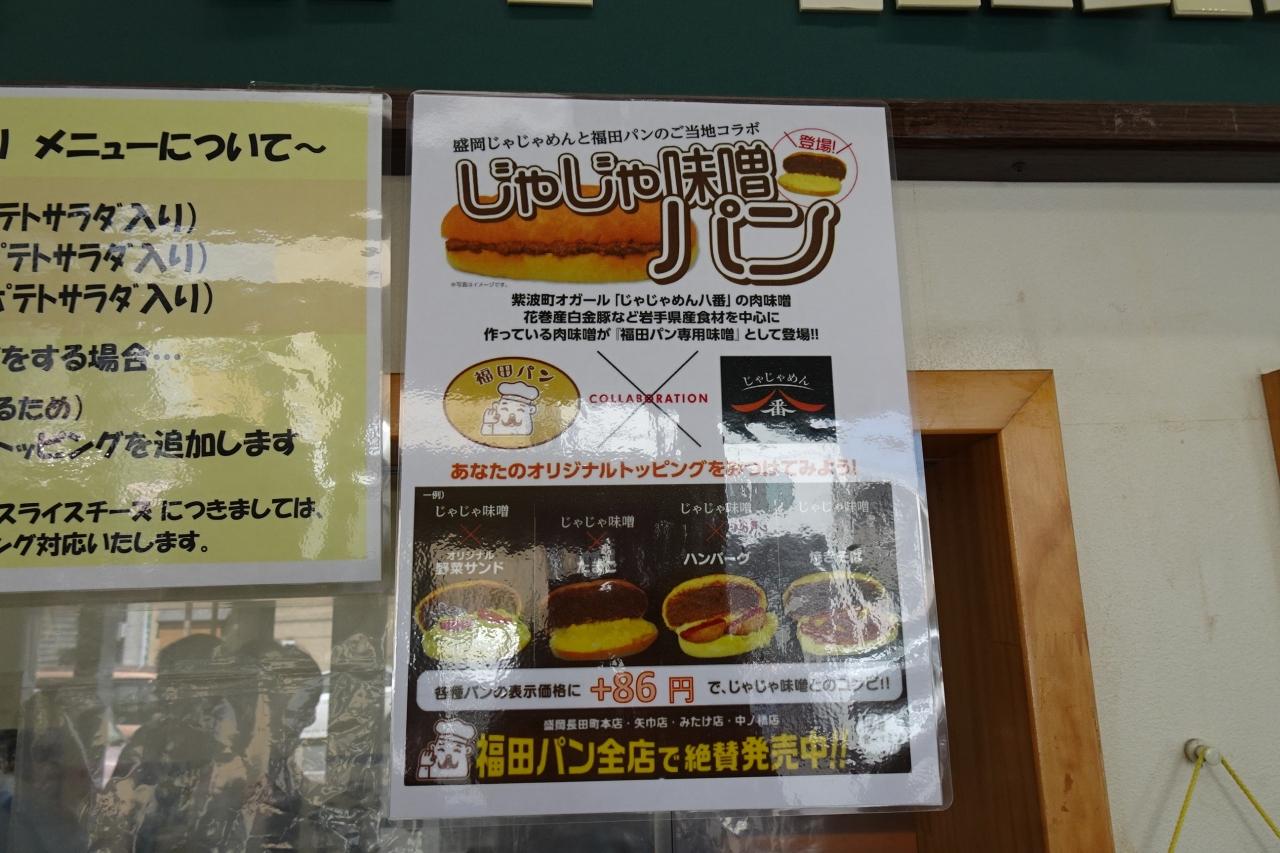 メニューについて～
テトサラダ入り）
ポテトサラダ入り）
ポテトサラダ入り）
をする場合…
るため）
トッピングを追加します
スライスチーズにつきましては、
ング対応いたします。
盛岡じゃじゃめんと福田パンのご当地コラボ
登場!
じゃじゃ味噌
パン
※写真はイメージです。
紫波町オガール「じゃじゃめん八番」の肉味噌
花巻産白金豚など岩手県産食材を中心に
作っている肉味噌が『福田パン専用味噌』として登場!!
福田パン
COLLABORATION
じゃじゃめん
八番
あなたのオリジナルトッピングをみつけてみよう!
一例）
じゃじゃ味噌
×
オリジナル
野菜サンド
じゃじゃ味噌
×
たまご
じゃじゃ味噌
×
ハンバーグ
じゃじゃ味噌
焼きそば
各種パンの表示価格に +86円 で、じゃじゃ味噌とのコンビ!!
盛岡長田町本店・矢巾店・みたけ店・中ノ橋店
福田パン全店で絶賛発売中!!